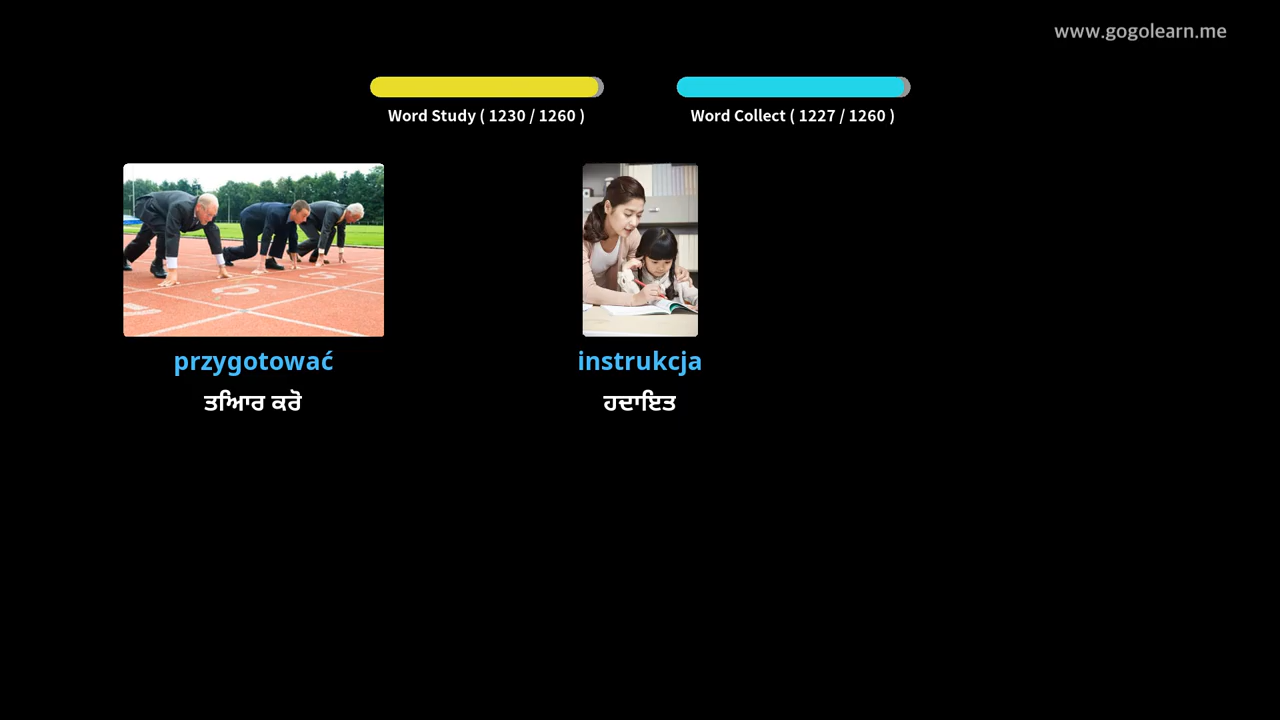 www.gogolearn.me
Word Study ( 1230 / 1260 )
Word Collect ( 1227 / 1260 )
przygotować
ਤਿਆਰ ਕਰੋ
instrukcja
ਹਦਾਇਤ